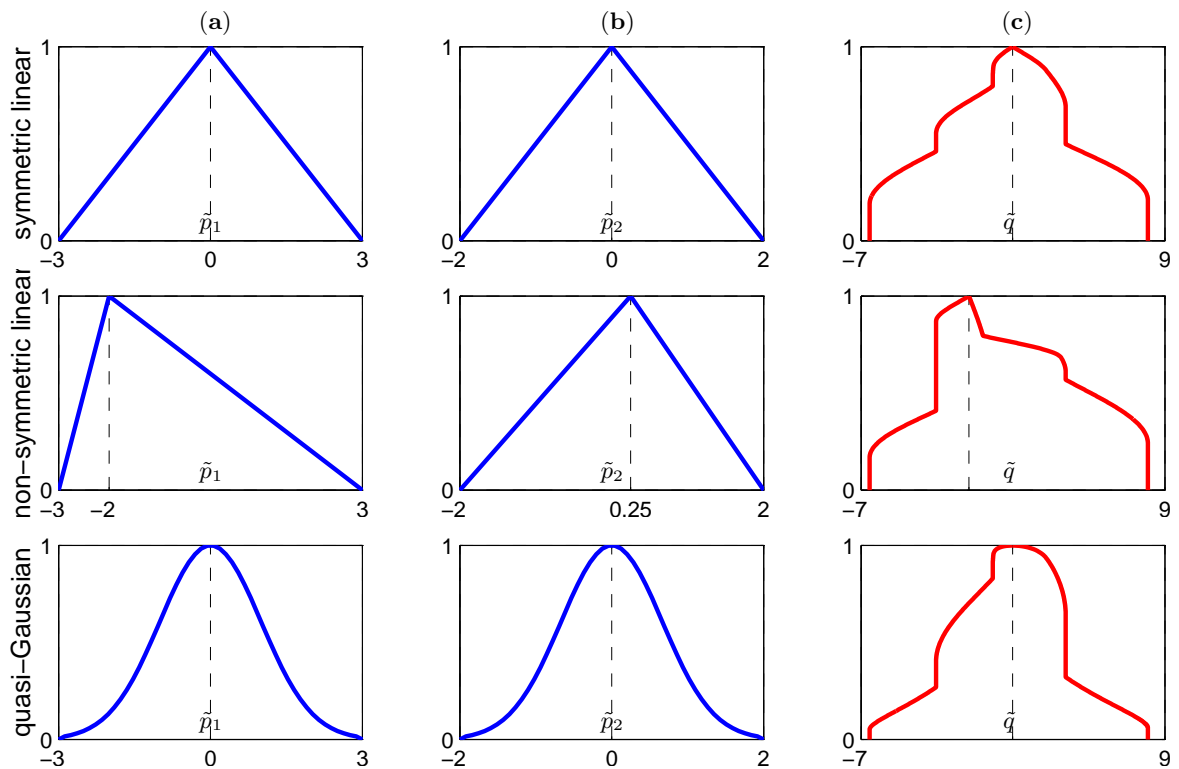 (a) (b) (c)
symmetric linear
1
0
−3 0 3
p̃1
1
0
−2 0 2
p̃2
1
0
−7 9
q̃
non−symmetric linear
1
0
−3 −2 3
p̃1
1
0
−2 0.25 2
p̃2
1
0
−7 9
q̃
quasi−Gaussian
1
0
−3 0 3
p̃1
1
0
−2 0 2
p̃2
1
0
−7 9
q̃